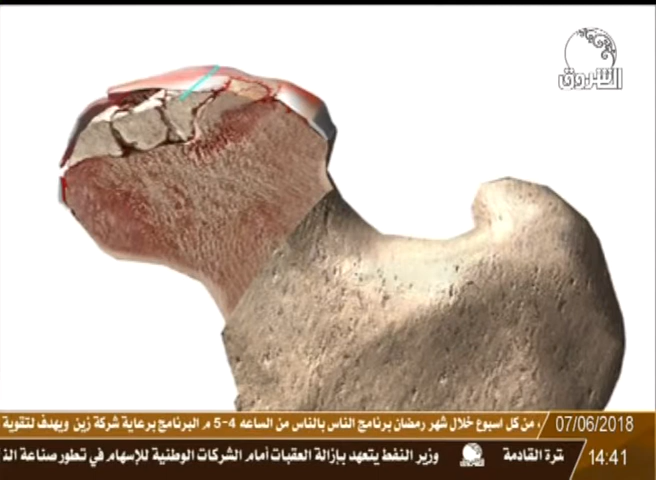 الشروق
من كل اسبوع خلال شهر رمضان برنامج الناس بالناس من الساعه 4-5 م البرنامج برعاية شركة زين ويهدف لتقوية
07/06/2018
القادمة وزير النفط يتعهد بإزالة العقبات أمام الشركات الوطنية للإسهام في تطور صناعة
14:41